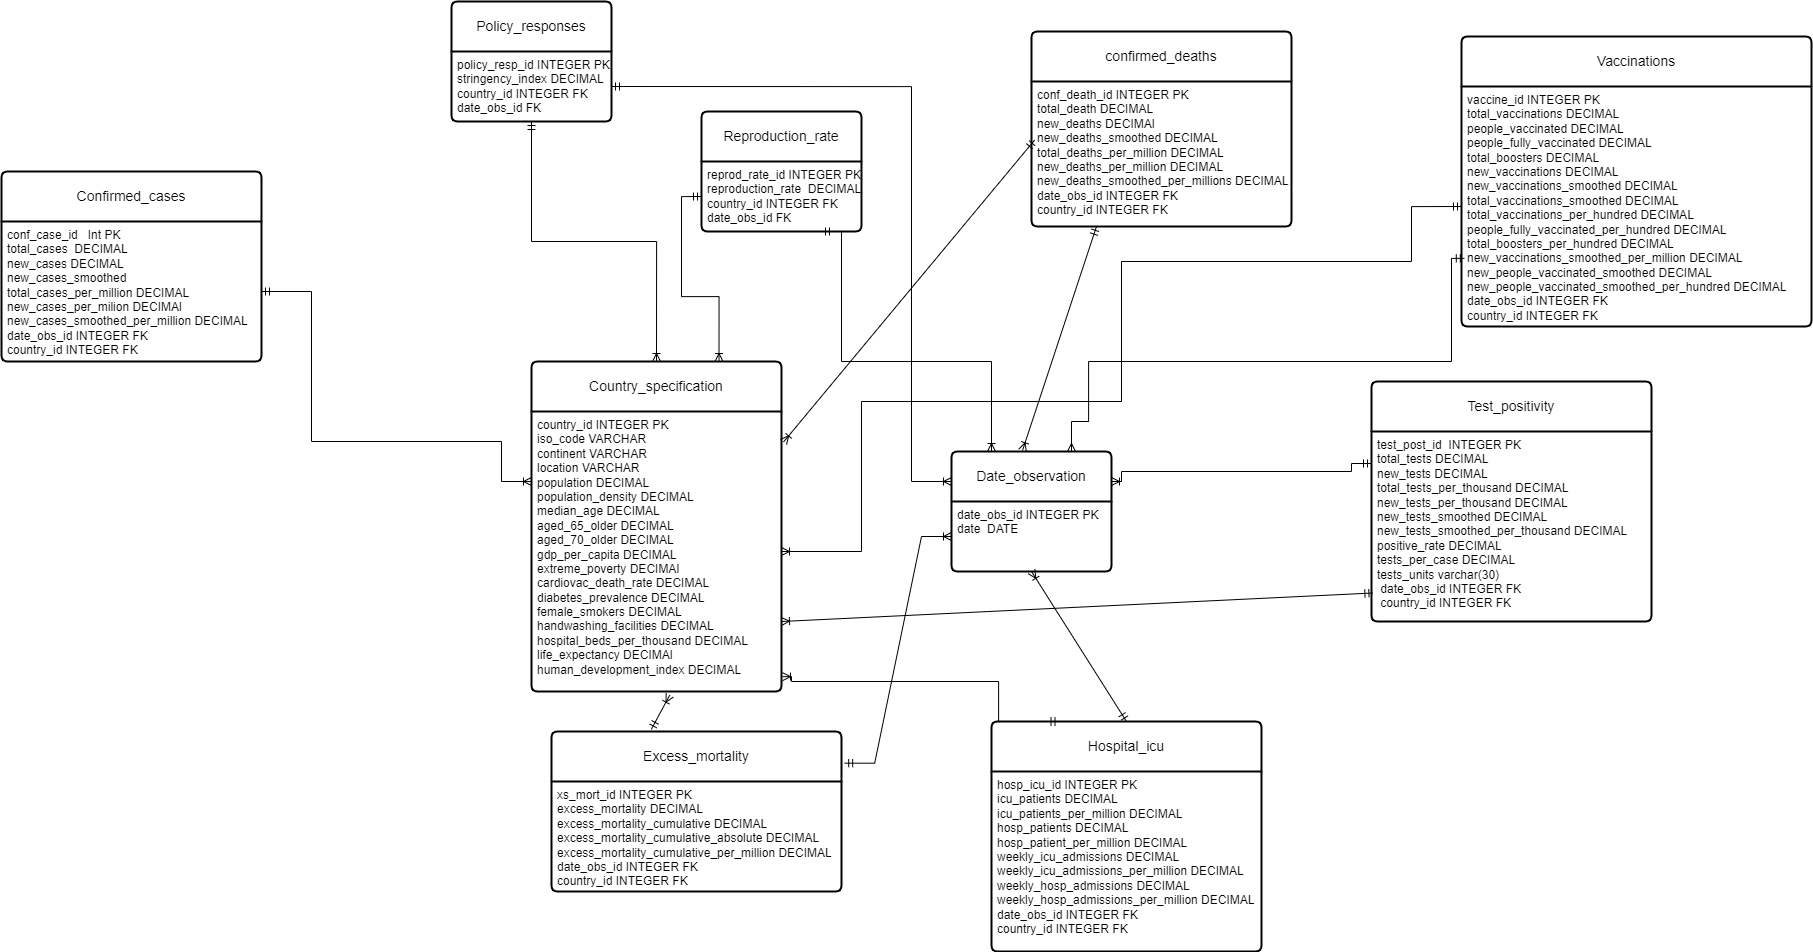 Policy_responses
policy_resp_id INTEGER PK
stringency_index DECIMAL
country_id INTEGER FK
date_obs_id FK
confirmed_deaths
conf_death_id INTEGER PK
total_death DECIMAL
new_deaths DECIMAl
new_deaths_smoothed DECIMAL
total_deaths_per_million DECIMAL
new_deaths_per_million DECIMAL
new_deaths_smoothed_per_millions DECIMAL
date_obs_id INTEGER FK
country_id INTEGER FK
Vaccinations
vaccine_id INTEGER PK
total_vaccinations DECIMAL
people_vaccinated DECIMAL
people_fully_vaccinated DECIMAL
total_boosters DECIMAL
new_vaccinations DECIMAL
new_vaccinations_smoothed DECIMAL
total_vaccinations_smoothed DECIMAL
total_vaccinations_per_hundred DECIMAL
people_fully_vaccinated_per_hundred DECIMAL
total_boosters_per_hundred DECIMAL
new_vaccinations_smoothed_per_million DECIMAL
new_people_vaccinated_smoothed DECIMAL
new_people_vaccinated_smoothed_per_hundred DECIMAL
date_obs_id INTEGER FK
country_id INTEGER FK
Reproduction_rate
reprod_rate_id INTEGER PK
reproduction_rate  DECIMAL
country_id INTEGER FK
date_obs_id FK
Confirmed_cases
conf_case_id   Int PK
total_cases  DECIMAL
new_cases DECIMAL
new_cases_smoothed
total_cases_per_million DECIMAL
new_cases_per_milion DECIMAl
new_cases_smoothed_per_million DECIMAL
date_obs_id INTEGER FK
country_id INTEGER FK
Country_specification
country_id INTEGER PK
iso_code VARCHAR
continent VARCHAR
location VARCHAR
population DECIMAL
population_density DECIMAL
median_age DECIMAL
aged_65_older DECIMAL
aged_70_older DECIMAL
gdp_per_capita DECIMAL
extreme_poverty DECIMAl
cardiovac_death_rate DECIMAL
diabetes_prevalence DECIMAL
female_smokers DECIMAL
handwashing_facilities DECIMAL
hospital_beds_per_thousand DECIMAL
life_expectancy DECIMAl
human_development_index DECIMAL
Date_observation
date_obs_id INTEGER PK
date  DATE
Test_positivity
test_post_id  INTEGER PK
total_tests DECIMAL
new_tests DECIMAL
total_tests_per_thousand DECIMAL
new_tests_per_thousand DECIMAL
new_tests_smoothed DECIMAL
new_tests_smoothed_per_thousand DECIMAL
positive_rate DECIMAL
tests_per_case DECIMAL
tests_units varchar(30)
date_obs_id INTEGER FK
country_id INTEGER FK
Excess_mortality
xs_mort_id INTEGER PK
excess_mortality DECIMAL
excess_mortality_cumulative DECIMAL
excess_mortality_cumulative_absolute DECIMAL
excess_mortality_cumulative_per_million DECIMAL
date_obs_id INTEGER FK
country_id INTEGER FK
Hospital_icu
hosp_icu_id INTEGER PK
icu_patients DECIMAL
icu_patients_per_million DECIMAL
hosp_patients DECIMAL
hosp_patient_per_million DECIMAL
weekly_icu_admissions DECIMAL
weekly_icu_admissions_per_million DECIMAL
weekly_hosp_admissions DECIMAL
weekly_hosp_admissions_per_million DECIMAL
date_obs_id INTEGER FK
country_id INTEGER FK